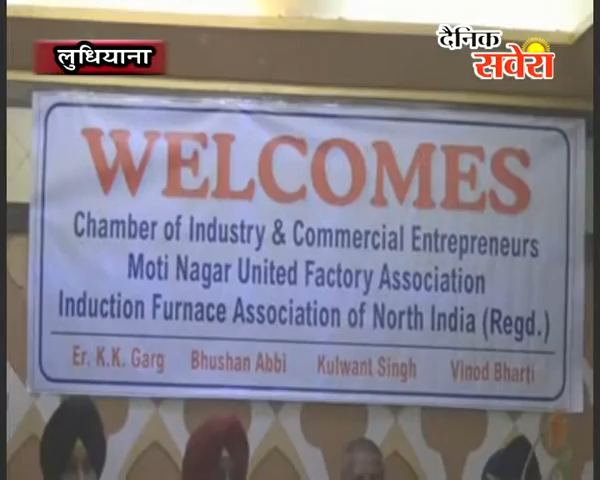 लुधियाना
दैनिक
सवेरा
WELCOMES
Chamber of Industry & Commercial Entrepreneurs
Moti Nagar United Factory Association
Induction Furnace Association of North India (Regd.)
Er. K.K. Garg Bhushan Abbi Kulwant Singh Vinod Bharti